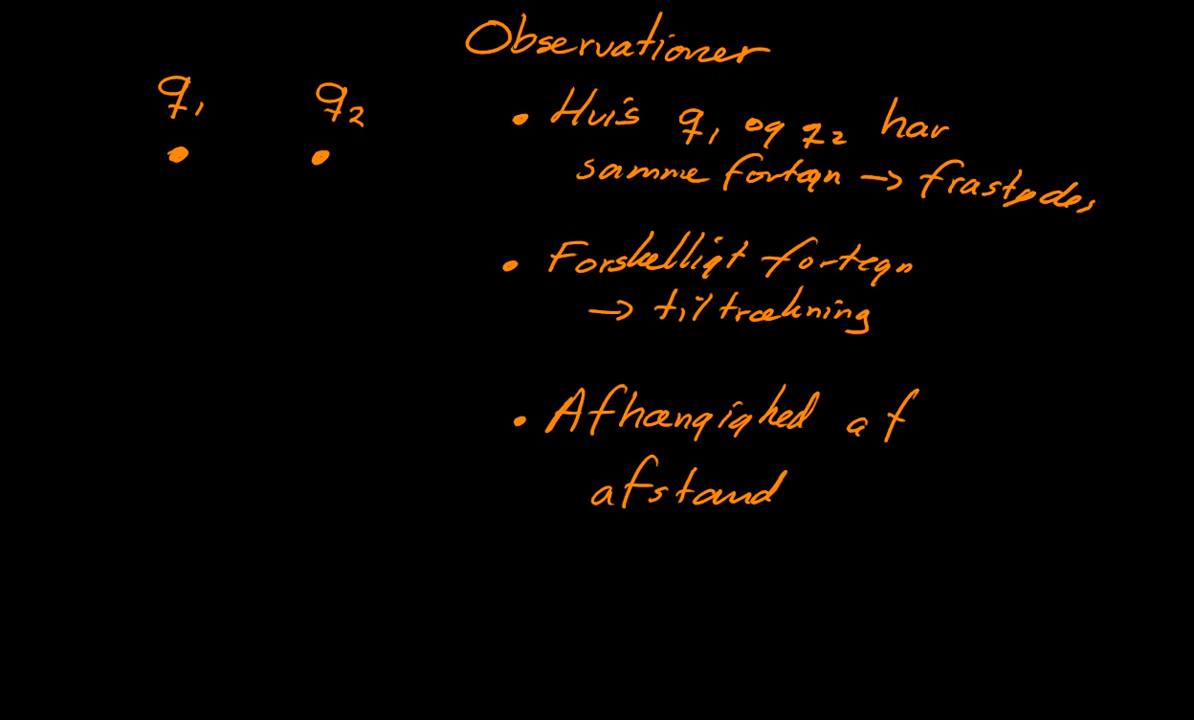 Observationer
q₁ q₂
• Hvis q₁ og q₂ har
samme fortegn → frastødes
• Forskelligt fortegn
→ tiltrækning
• Afhængighed af
afstand